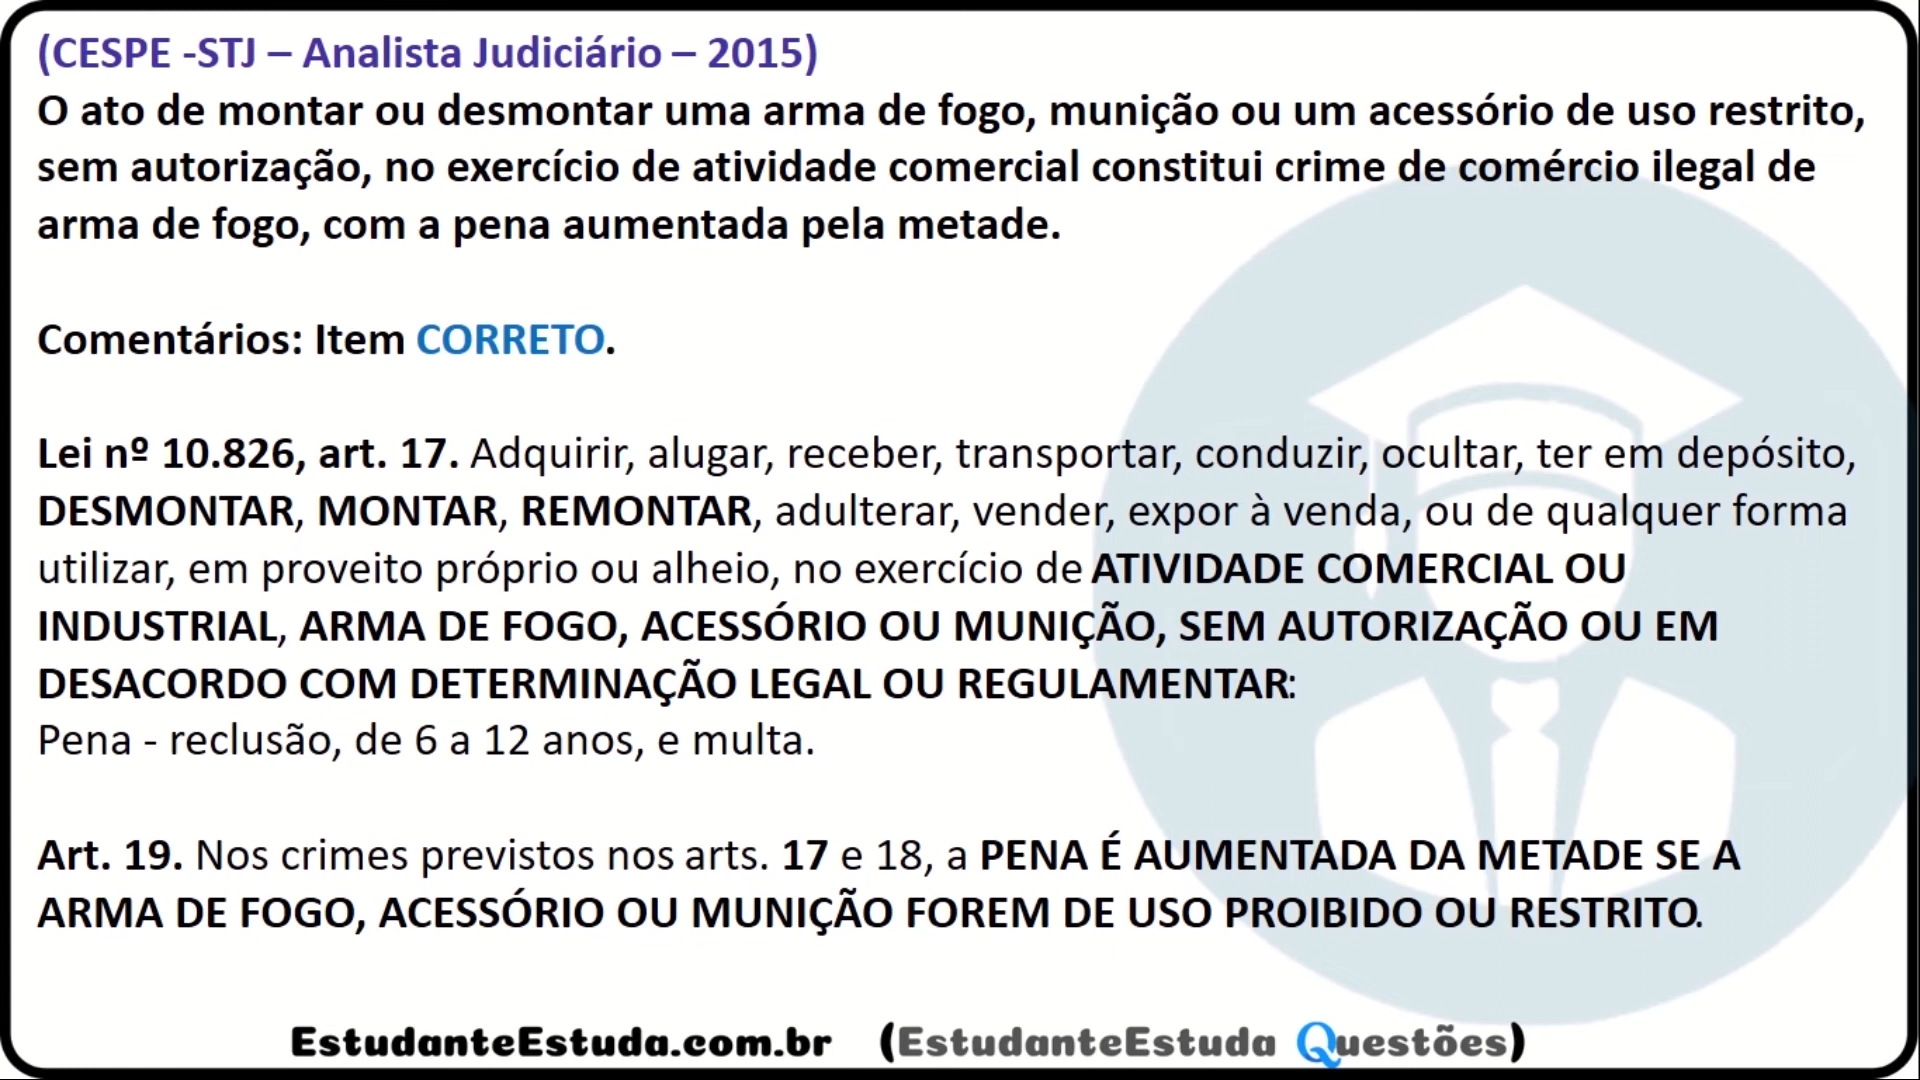 (CESPE -STJ – Analista Judiciário – 2015)
O ato de montar ou desmontar uma arma de fogo, munição ou um acessório de uso restrito,
sem autorização, no exercício de atividade comercial constitui crime de comércio ilegal de
arma de fogo, com a pena aumentada pela metade.
Comentários: Item CORRETO.
Lei nº 10.826, art. 17. Adquirir, alugar, receber, transportar, conduzir, ocultar, ter em depósito,
DESMONTAR, MONTAR, REMONTAR, adulterar, vender, expor à venda, ou de qualquer forma
utilizar, em proveito próprio ou alheio, no exercício de ATIVIDADE COMERCIAL OU
INDUSTRIAL, ARMA DE FOGO, ACESSÓRIO OU MUNIÇÃO, SEM AUTORIZAÇÃO OU EM
DESACORDO COM DETERMINAÇÃO LEGAL OU REGULAMENTAR:
Pena - reclusão, de 6 a 12 anos, e multa.
Art. 19. Nos crimes previstos nos arts. 17 e 18, a PENA É AUMENTADA DA METADE SE A
ARMA DE FOGO, ACESSÓRIO OU MUNIÇÃO FOREM DE USO PROIBIDO OU RESTRITO.
EstudanteEstuda.com.br (EstudanteEstuda Questões)